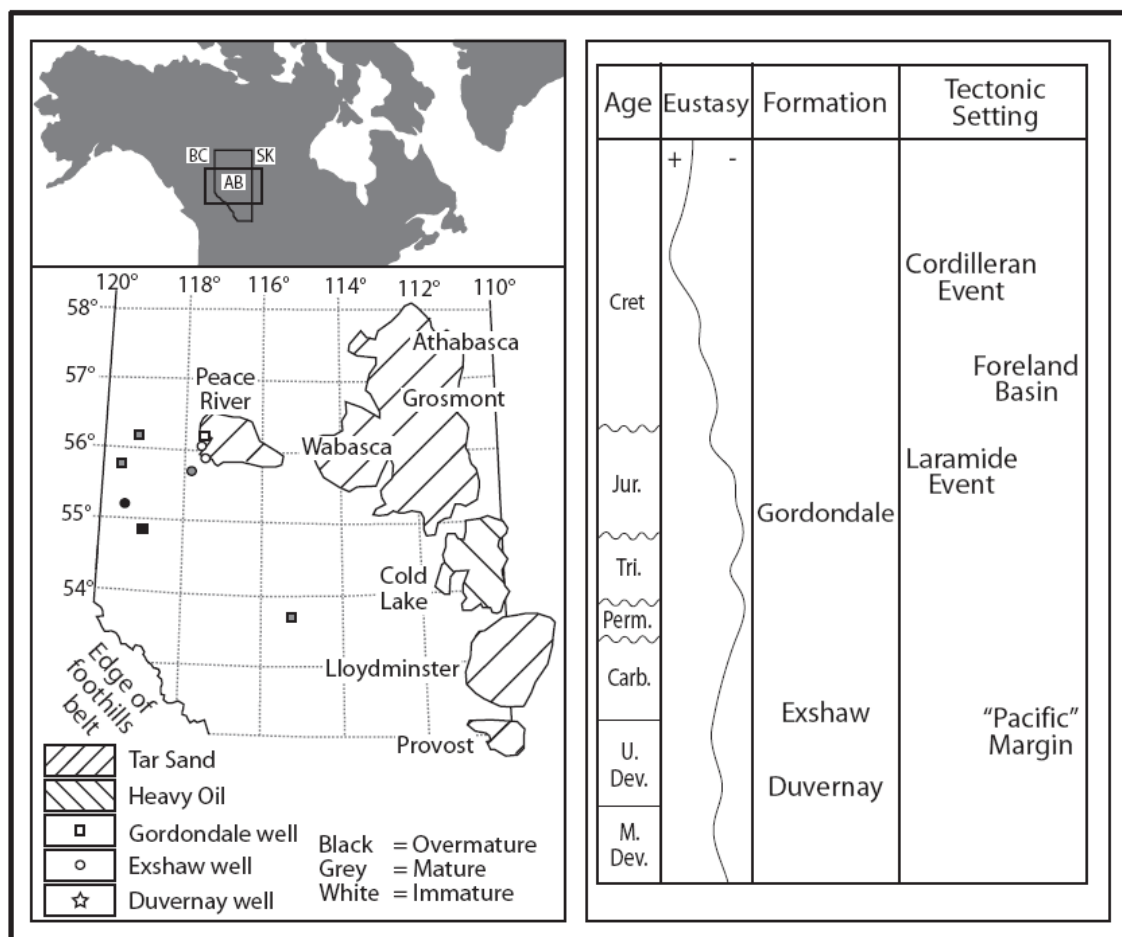 BC
SK
AB
120°
118°
116°
114°
112°
110°
58°
57°
56°
55°
54°
Athabasca
Peace
River
Grosmont
Wabasca
Cold
Lake
Lloydminster
Edge of
foothills
belt
Provost
Tar Sand
Heavy Oil
Gordondale well
Exshaw well
Duvernay well
Black = Overmature
Grey = Mature
White = Immature
Age Eustasy Formation Tectonic
Setting
+ -
Cordilleran
Event
Cret
Foreland
Basin
Laramide
Event
Jur.
Gordondale
Tri.
Perm.
Carb.
Exshaw
"Pacific"
Margin
U.
Dev.
Duvernay
M.
Dev.